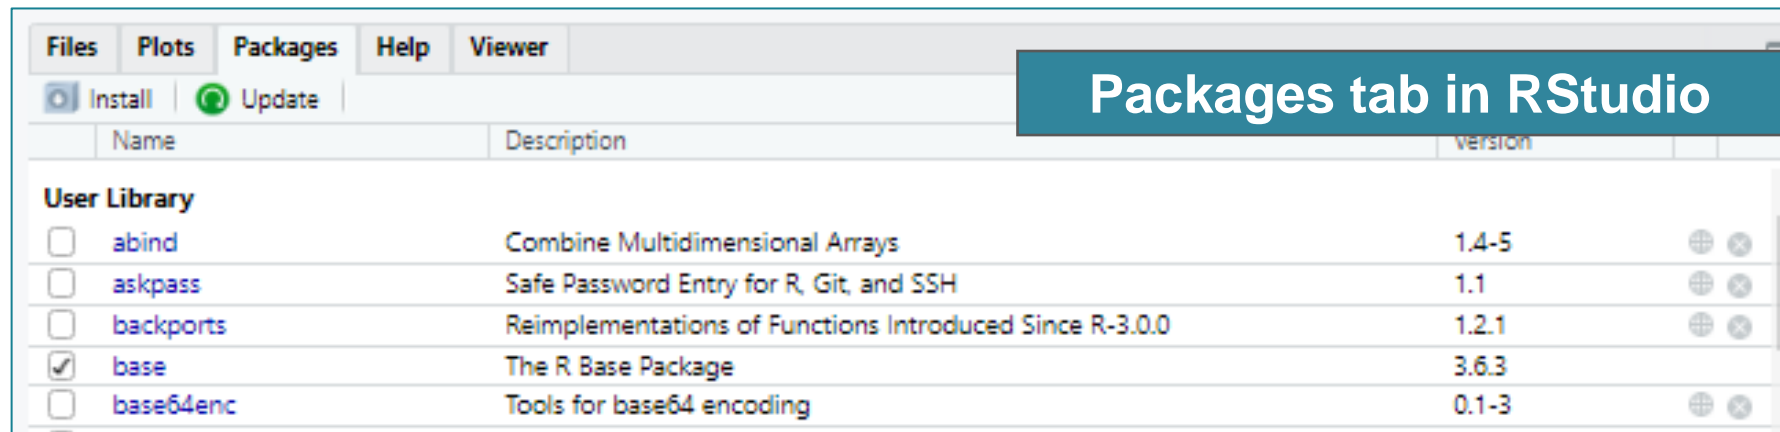 Files Plots Packages Help Viewer
Packages tab in RStudio
Install Update
Name Description Version
User Library
abind Combine Multidimensional Arrays 1.4-5
askpass Safe Password Entry for R, Git, and SSH 1.1
backports Reimplementations of Functions Introduced Since R-3.0.0 1.2.1
base The R Base Package 3.6.3
base64enc Tools for base64 encoding 0.1-3